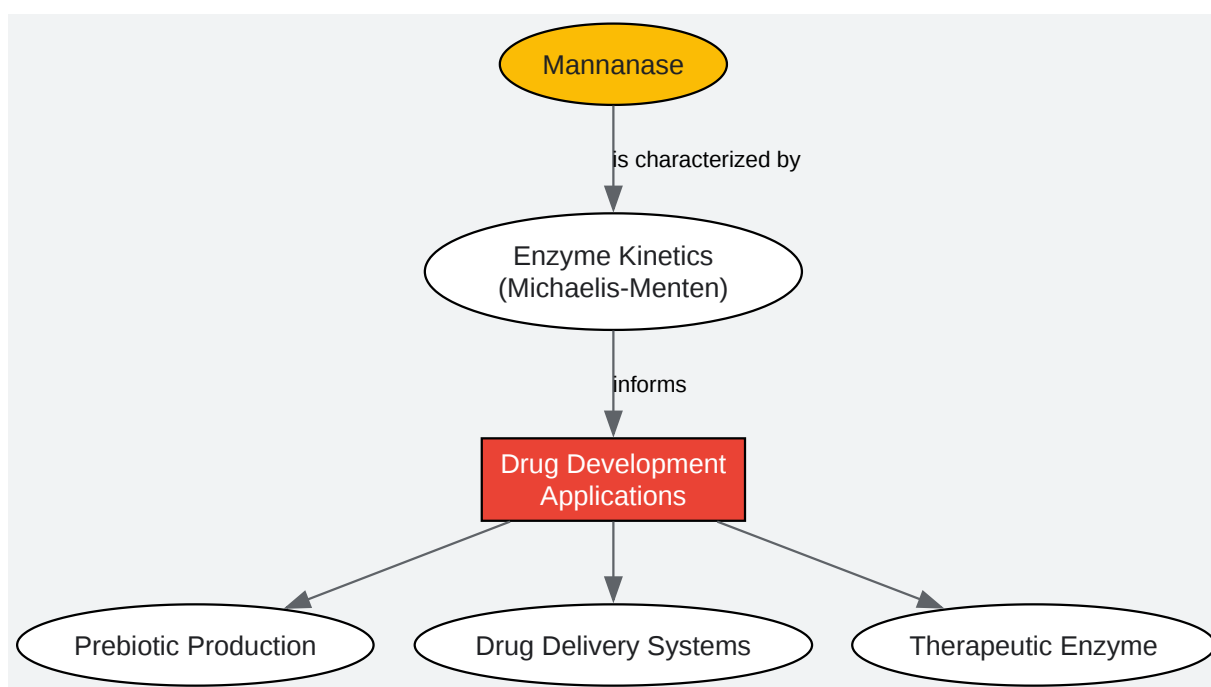 Mannanase
is characterized by
Enzyme Kinetics
(Michaelis-Menten)
informs
Drug Development
Applications
Prebiotic Production
Drug Delivery Systems
Therapeutic Enzyme